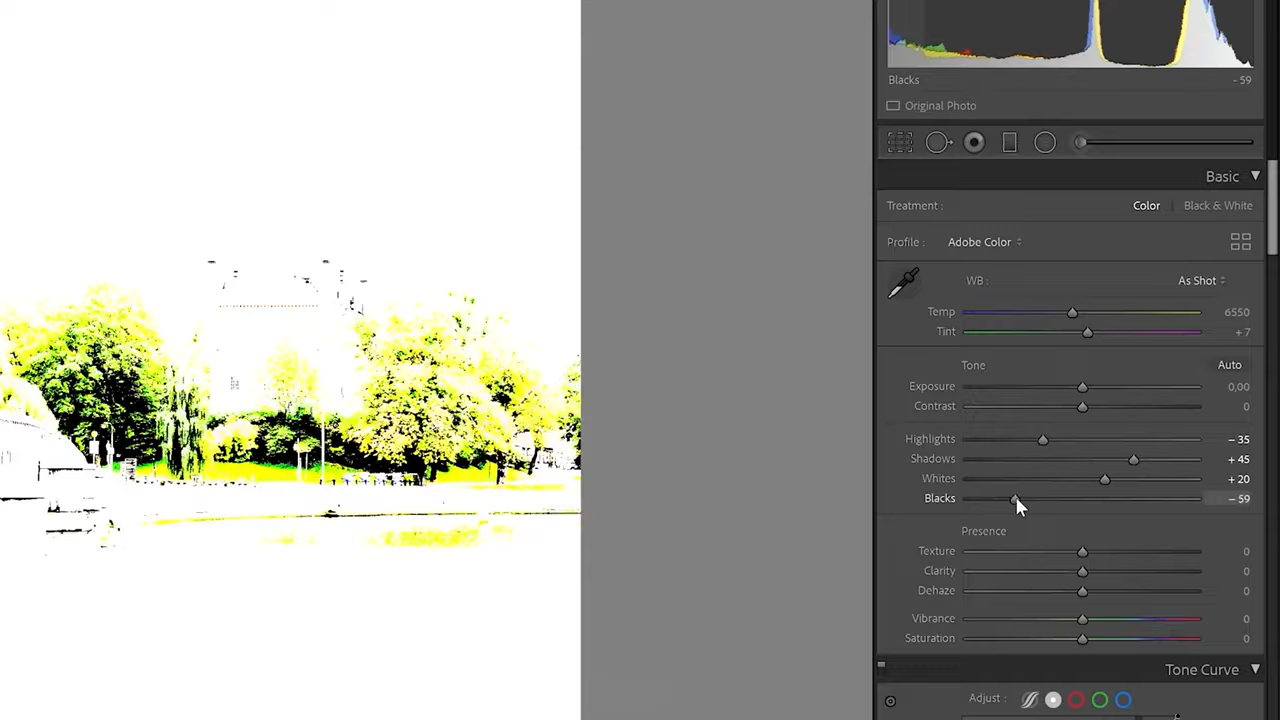 Blacks - 59
Original Photo
Basic
Treatment : Color Black & White
Profile : Adobe Color
WB : As Shot
Temp 6550
Tint + 7
Tone Auto
Exposure 0,00
Contrast 0
Highlights - 35
Shadows + 45
Whites + 20
Blacks - 59
Presence
Texture 0
Clarity 0
Dehaze 0
Vibrance 0
Saturation 0
Tone Curve
Adjust :